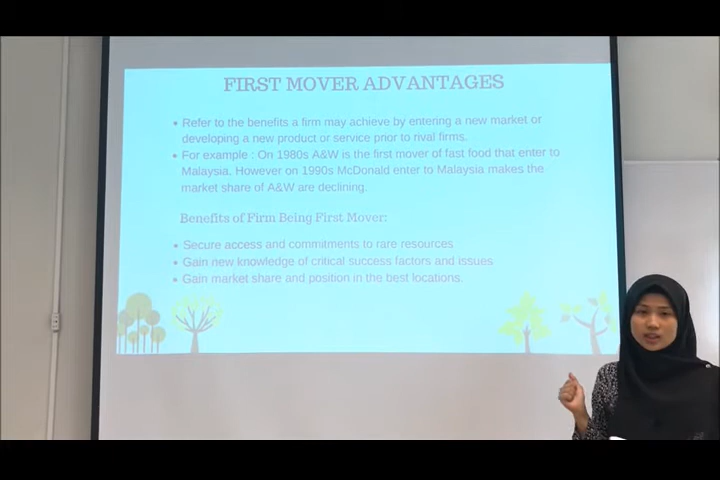 FIRST MOVER ADVANTAGES
• Refer to the benefits a firm may achieve by entering a new market or
developing a new product or service prior to rival firms.
• For example : On 1980s A&W is the first mover of fast food that enter to
Malaysia. However on 1990s McDonald enter to Malaysia makes the
market share of A&W are declining.
Benefits of Firm Being First Mover:
• Secure access and commitments to rare resources
• Gain new knowledge of critical success factors and issues
• Gain market share and position in the best locations.